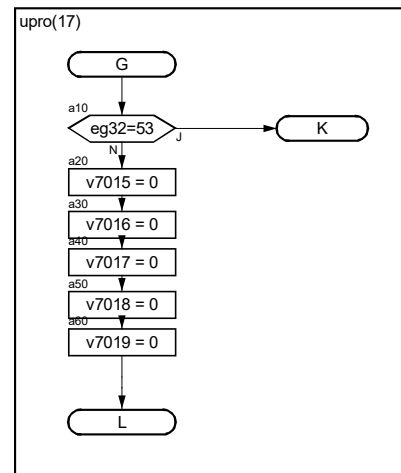 upro(17)
G
a10
eg32=53
J
K
N
a20
v7015 = 0
a30
v7016 = 0
a40
v7017 = 0
a50
v7018 = 0
a60
v7019 = 0
L